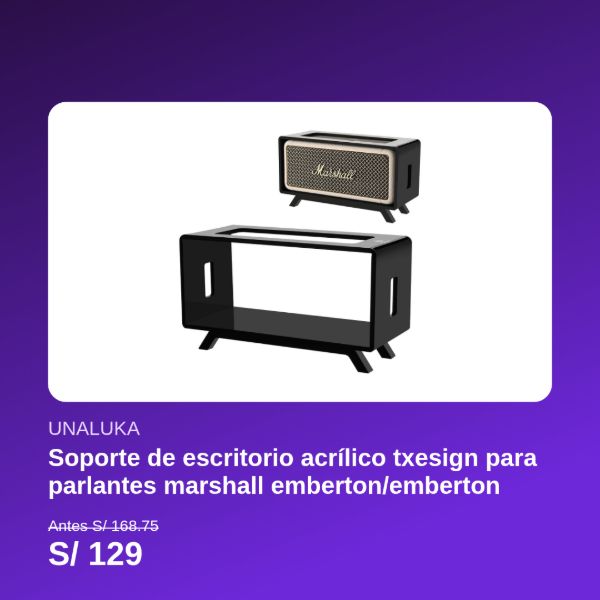 Marshall
UNALUKA
Soporte de escritorio acrílico txesign para
parlantes marshall emberton/emberton
Antes S/ 168.75
S/ 129